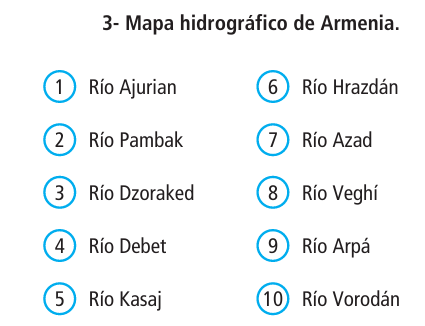 3- Mapa hidrográfico de Armenia.
1 Río Ajurian
2 Río Pambak
3 Río Dzoraked
4 Río Debet
5 Río Kasaj
6 Río Hrazdán
7 Río Azad
8 Río Veghí
9 Río Arpá
10 Río Vorodán